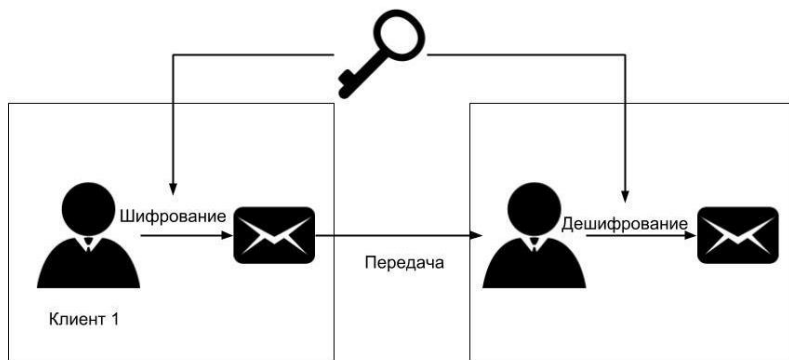 Шифрование
Дешифрование
Передача
Клиент 1